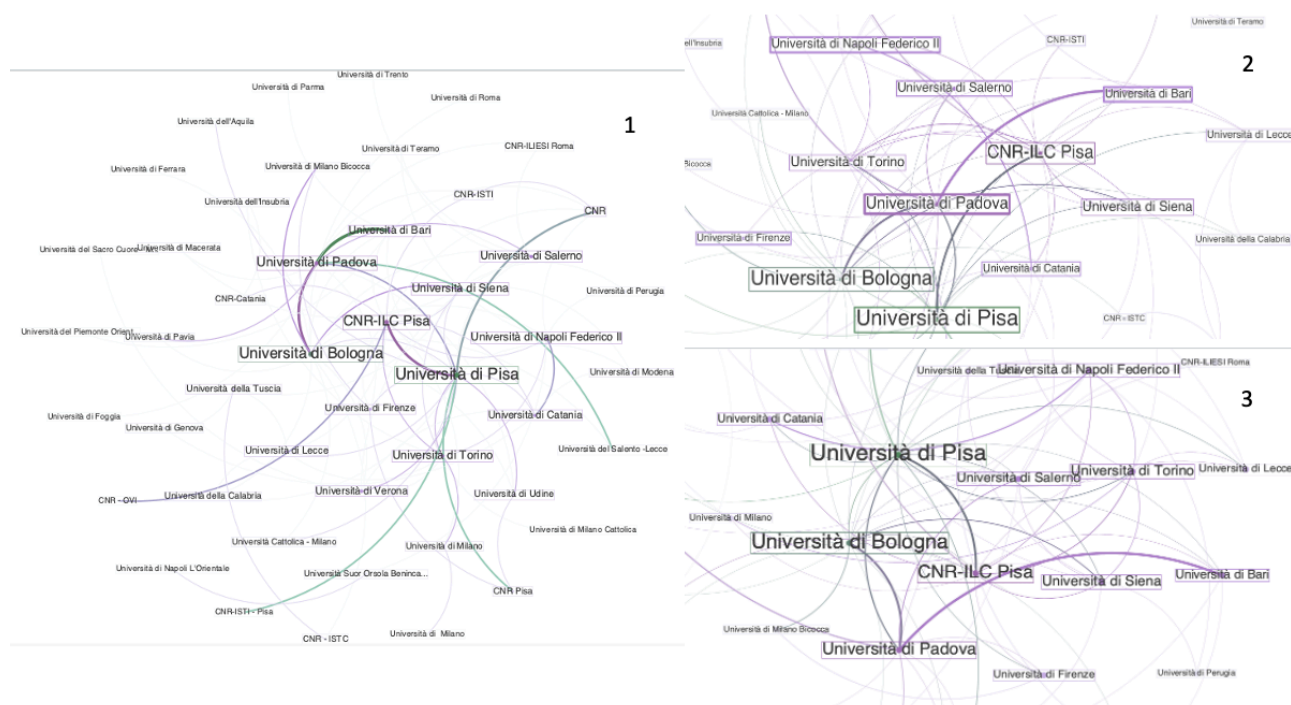 Università di Trento
Università di Parma
Università di Roma
1
Università dell'Aquila
Università di Teramo
CNR-ILIESI Roma
Università di Milano Bicocca
Università di Ferrara
CNR-ISTI
Università dell'Insubria
CNR
Università di Bari
Università del Sacro Cuore
Università di Macerata
Università di Salerno
Università di Padova
Università di Siena
Università di Perugia
CNR-Catania
CNR-ILC Pisa
Università del Piemonte Orient...
Università di Pavia
Università di Napoli Federico II
Università di Bologna
Università di Pisa
Università di Modena
Università della Tuscia
Università di Firenze
Università di Catania
Università di Foggia
Università di Genova
Università di Lecce
Università del Salento -Lecce
Università di Torino
Università di Verona
Università di Udine
CNR - OVI
Università della Calabria
Università di Milano Cattolica
Università Cattolica - Milano
Università di Milano
Università di Napoli L'Orientale
Università Suor Orsola Beninca...
CNR Pisa
CNR-ISTI - Pisa
Università di Milano
CNR - ISTC
Università di Teramo
ell'Insubria
Università di Napoli Federico II
CNR-ISTI
2
Università di Salerno
Università di Bari
Università Cattolica - Milano
Università di Lecce
Bicocca
Università di Torino
CNR-ILC Pisa
Università di Padova
Università di Siena
Università di Firenze
Università della Calabria
Università di Catania
Università di Bologna
Università di Pisa
CNR - ISTC
CNR-ILIESI Roma
Università della Tuscia
Università di Napoli Federico II
3
Università di Catania
Università di Pisa
Università di Salerno
Università di Torino
Università di Lecce
Università di Milano
Università di Bologna
CNR-ILC Pisa
Università di Siena
Università di Bari
Università di Milano Bicocca
Università di Padova
Università di Firenze
Università di Perugia